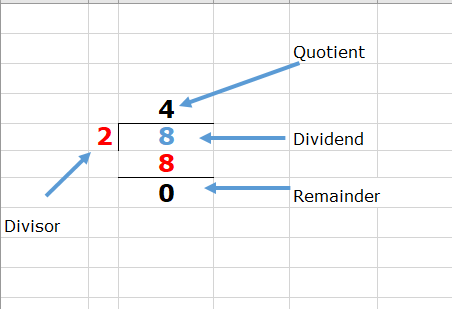 Quotient
4
2 8 Dividend
8
0 Remainder
Divisor